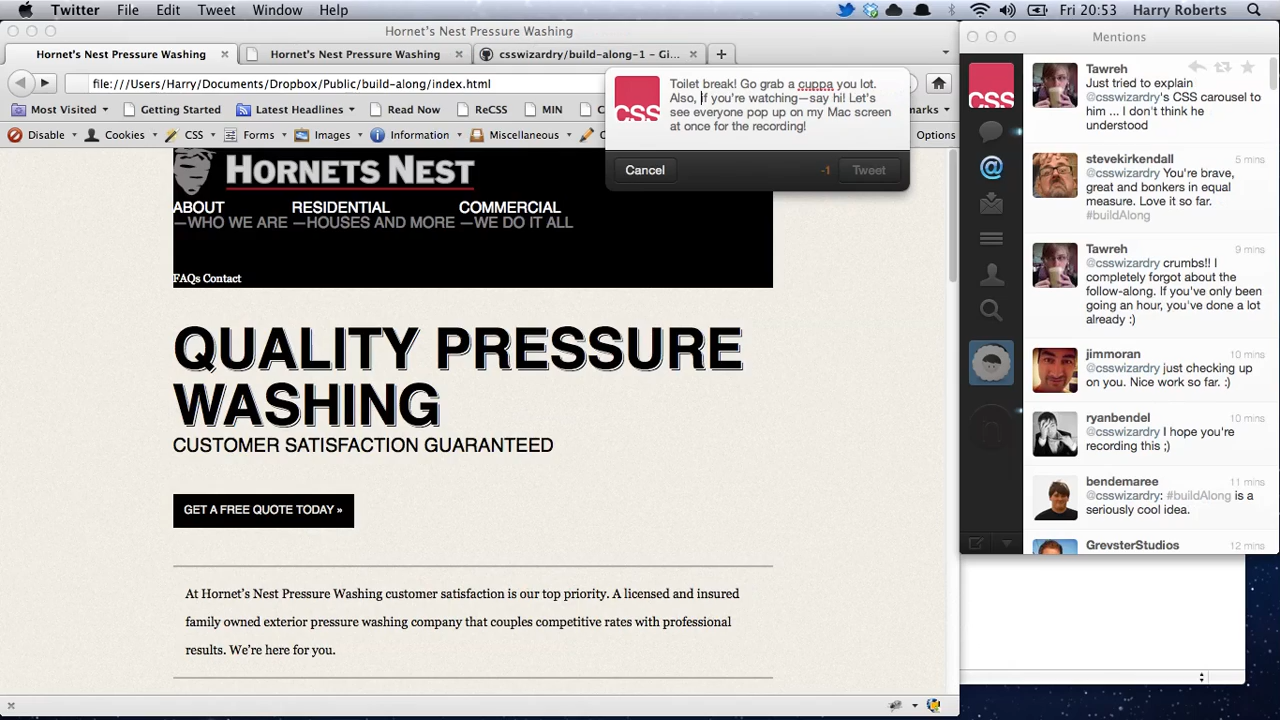 Twitter File Edit Tweet Window Help
Fri 20:53 Harry Roberts
Hornet's Nest Pressure Washing
Hornet's Nest Pressure Washing
Hornet's Nest Pressure Washing
csswizardry/build-along-1 – Gi...
file:///Users/Harry/Documents/Dropbox/Public/build-along/index.html
Most Visited
Getting Started
Latest Headlines
Read Now
ReCSS
MIN
Disable
Cookies
CSS
Forms
Images
Information
Miscellaneous
Options
Toilet break! Go grab a cuppa you lot.
Also, If you're watching—say hi! Let's
see everyone pop up on my Mac screen
at once for the recording!
Cancel
-1
Tweet
HORNETS NEST
ABOUT RESIDENTIAL COMMERCIAL
—WHO WE ARE —HOUSES AND MORE —WE DO IT ALL
FAQs Contact
QUALITY PRESSURE
WASHING
CUSTOMER SATISFACTION GUARANTEED
GET A FREE QUOTE TODAY »
At Hornet's Nest Pressure Washing customer satisfaction is our top priority. A licensed and insured
family owned exterior pressure washing company that couples competitive rates with professional
results. We're here for you.
Mentions
css
css
Tawreh
Just tried to explain
@csswizardry's CSS carousel to
him ... I don't think he
understood
stevekirkendall 5 mins
@csswizardry You're brave,
great and bonkers in equal
measure. Love it so far.
#buildAlong
Tawreh 9 mins
@csswizardry crumbs!! I
completely forgot about the
follow-along. If you've only been
going an hour, you've done a lot
already :)
jimmoran 10 mins
@csswizardry just checking up
on you. Nice work so far. :)
ryanbendel 10 mins
@csswizardry I hope you're
recording this ;)
bendemaree 11 mins
@csswizardry: #buildAlong is a
seriously cool idea.
GrevsterStudios 12 mins